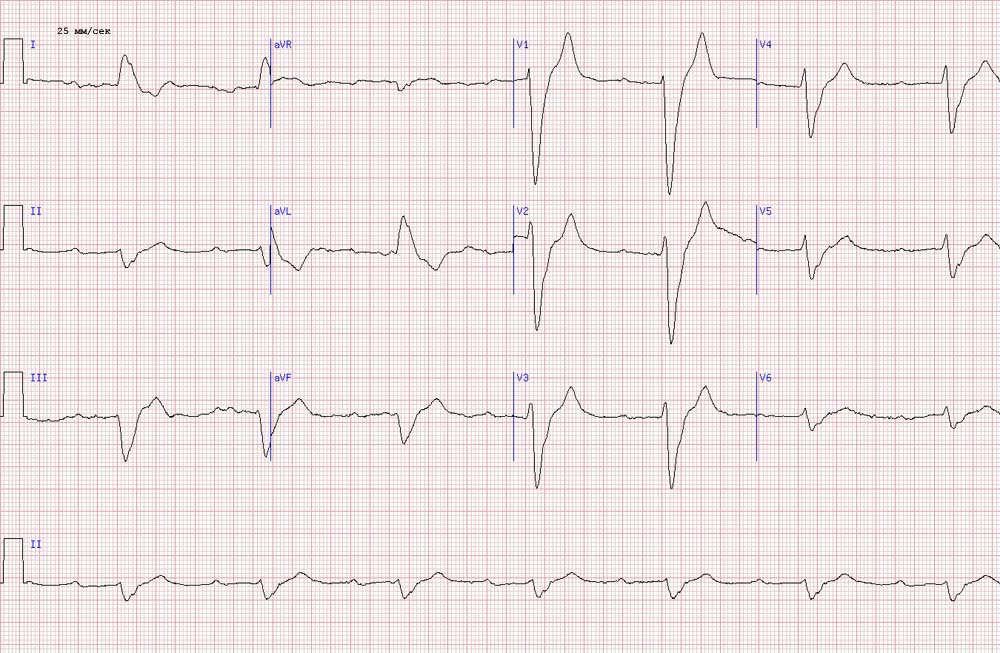 25 мм/сек
I aVR V1 V4
II aVL V2 V5
III aVF V3 V6
II